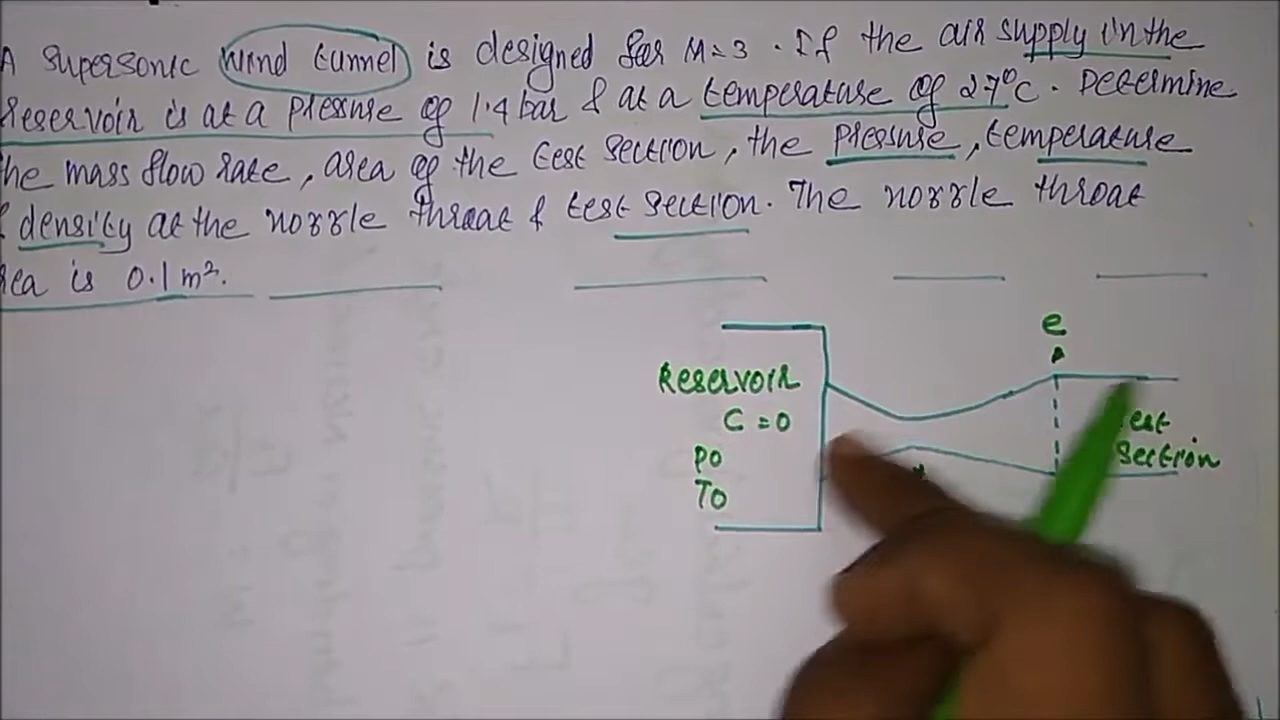 A supersonic wind tunnel is designed for M=3. If the air supply in the
reservoir is at a pressure of 1.4 bar & at a temperature of 27°C. Determine
the mass flow rate, area of the test section, the pressure, temperature
& density at the nozzle throat & test section. The nozzle throat
area is 0.1 m².
e
Reservoir
C = 0
Po
To
*
Test
section